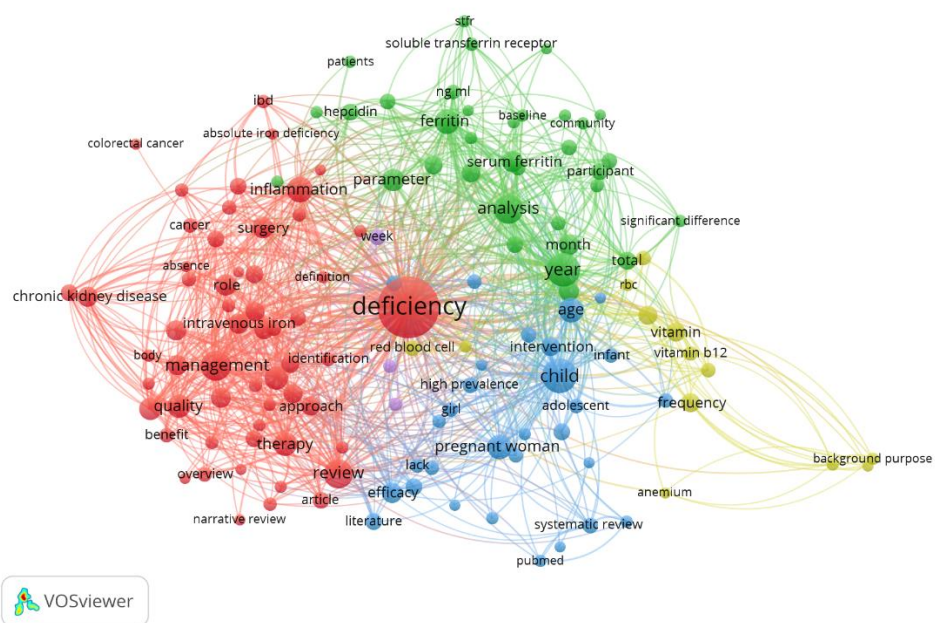 stfr
soluble transferrin receptor
patients
ng ml
ibd
hepcidin
ferritin
baseline
community
colorectal cancer
absolute iron deficiency
serum ferritin
participant
inflammation
parameter
analysis
cancer
surgery
week
significant difference
month
absence
total
role
definition
year
rbc
chronic kidney disease
deficiency
age
intravenous iron
vitamin
body
red blood cell
intervention
infant
vitamin b12
management
identification
high prevalence
child
quality
approach
girl
adolescent
frequency
benefit
therapy
pregnant woman
overview
review
lack
background purpose
article
efficacy
anemium
narrative review
literature
systematic review
pubmed
VOSviewer